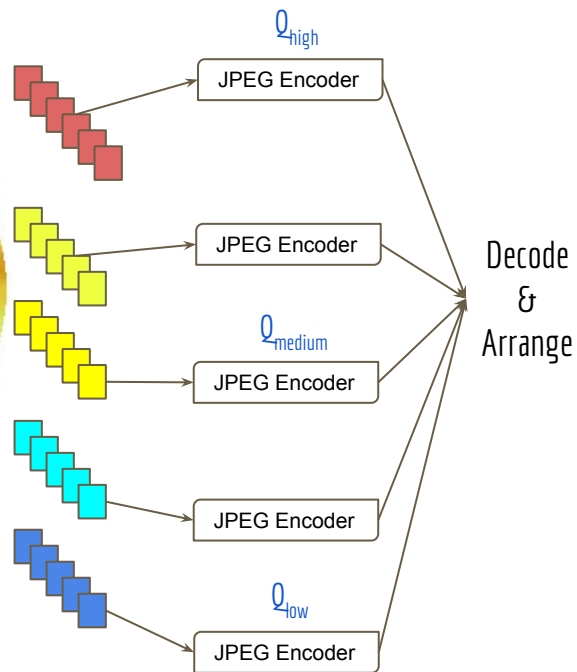 Qhigh
JPEG Encoder
JPEG Encoder
Decode
&
Arrange
Qmedium
JPEG Encoder
JPEG Encoder
Qlow
JPEG Encoder